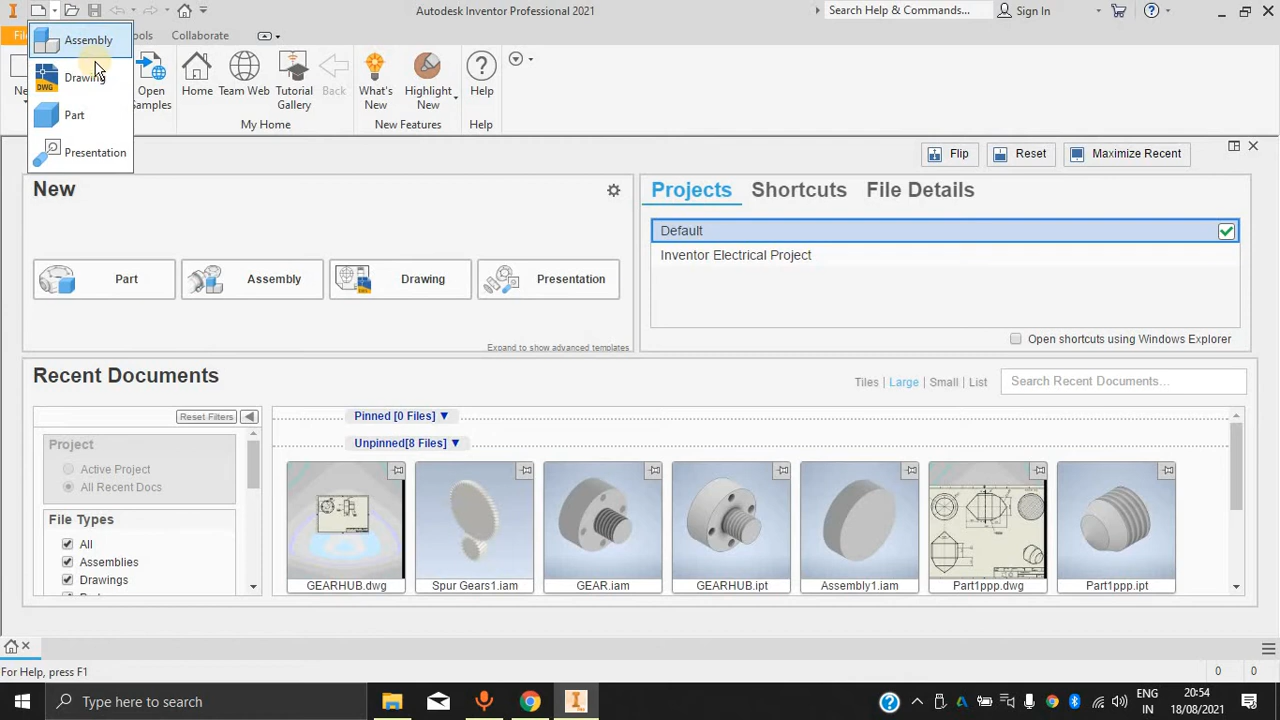 Autodesk Inventor Professional 2021
Search Help & Commands...
Sign In
Assembly
Drawing
Part
Presentation
Collaborate
Open Samples
Home
Team Web
Tutorial Gallery
Back
What's New
Highlight New
Help
My Home
New Features
Help
Flip
Reset
Maximize Recent
New
Part
Assembly
Drawing
Presentation
Expand to show advanced templates
Projects
Shortcuts
File Details
Default
Inventor Electrical Project
Open shortcuts using Windows Explorer
Recent Documents
Tiles | Large | Small | List
Search Recent Documents...
Reset Filters
Project
Active Project
All Recent Docs
File Types
All
Assemblies
Drawings
Pinned [0 Files]
Unpinned[8 Files]
GEARHUB.dwg
Spur Gears1.iam
GEAR.iam
GEARHUB.ipt
Assembly1.iam
Part1ppp.dwg
Part1ppp.ipt
For Help, press F1
0
0
Type here to search
ENG
IN
20:54
18/08/2021